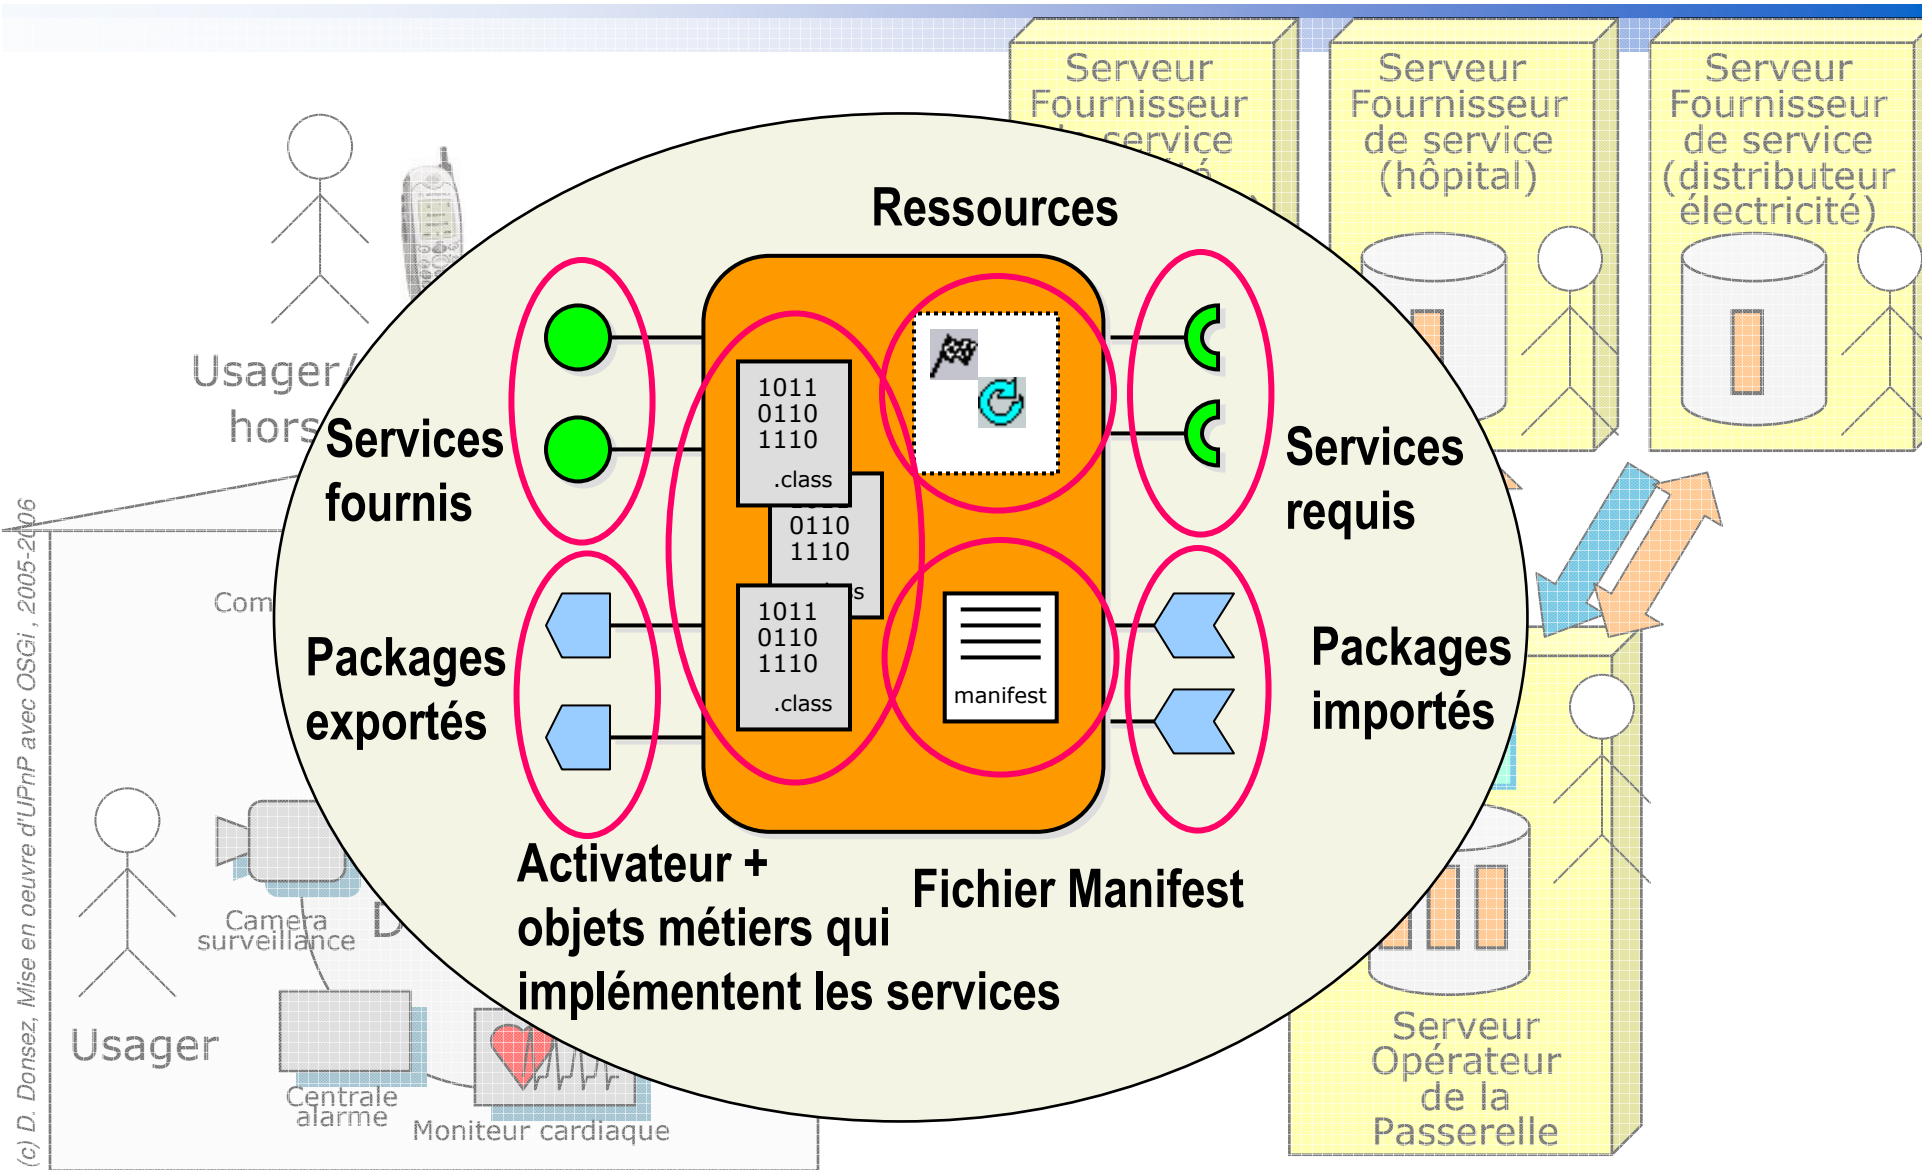 Serveur
Fournisseur
de service
Serveur
Fournisseur
de service
(hôpital)
Serveur
Fournisseur
de service
(distributeur
électricité)
Ressources
Usager/
hors
Services
fournis
Services
requis
1011
0110
1110
.class
0110
1110
1011
0110
1110
.class
manifest
Packages
exportés
Packages
importés
Activateur +
objets métiers qui
implémentent les services
Fichier Manifest
Camera
surveillance
Usager
Centrale
alarme
Moniteur cardiaque
Serveur
Opérateur
de la
Passerelle
(c) D. Donsez, Mise en oeuvre d'UPnP avec OSGi , 2005-2006